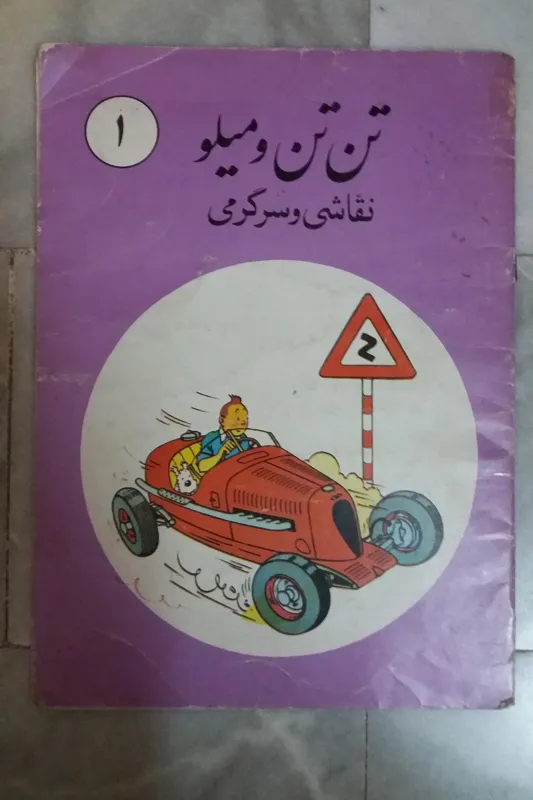 ۱
تن تن و میلو
نقاشی و سرگرمی